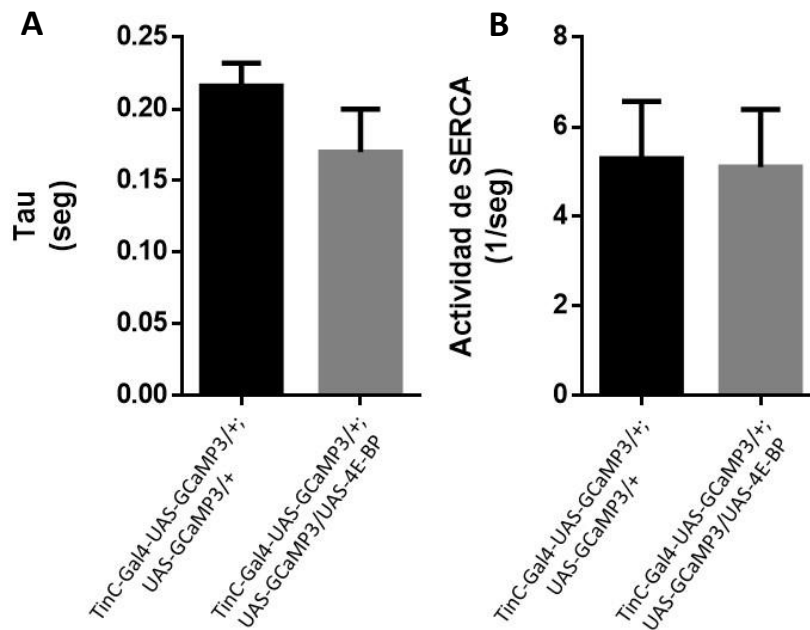 A
Tau
(seg)
0.25
0.20
0.15
0.10
0.05
0.00
TinC-Gal4-UAS-GCaMP3/+;
UAS-GCaMP3/+
TinC-Gal4-UAS-GCaMP3/+;
UAS-GCaMP3/UAS-4E-BP
B
Actividad de SERCA
(1/seg)
8
6
4
2
0
TinC-Gal4-UAS-GCaMP3/+;
UAS-GCaMP3/+
TinC-Gal4-UAS-GCaMP3/+;
UAS-GCaMP3/UAS-4E-BP